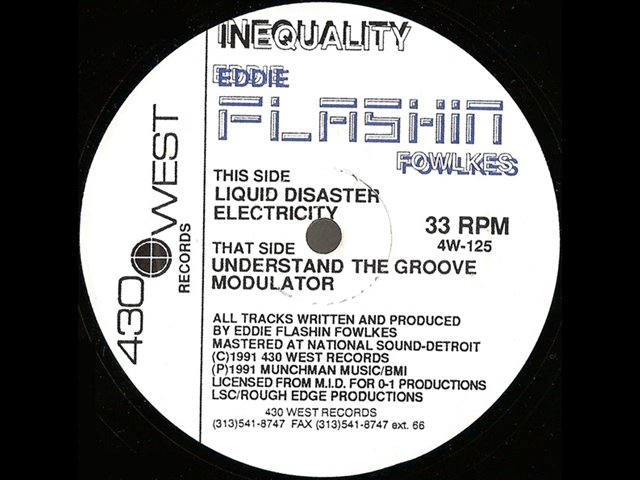 INEQUALITY
EDDIE
FLASHIN
FOWLKES
430 WEST
RECORDS
THIS SIDE
LIQUID DISASTER
ELECTRICITY
33 RPM
4W-125
THAT SIDE
UNDERSTAND THE GROOVE
MODULATOR
ALL TRACKS WRITTEN AND PRODUCED
BY EDDIE FLASHIN FOWLKES
MASTERED AT NATIONAL SOUND-DETROIT
(C)1991 430 WEST RECORDS
(P)1991 MUNCHMAN MUSIC/BMI
LICENSED FROM M.I.D. FOR 0-1 PRODUCTIONS
LSC/ROUGH EDGE PRODUCTIONS
430 WEST RECORDS
(313)541-8747 FAX (313)541-8747 ext. 66